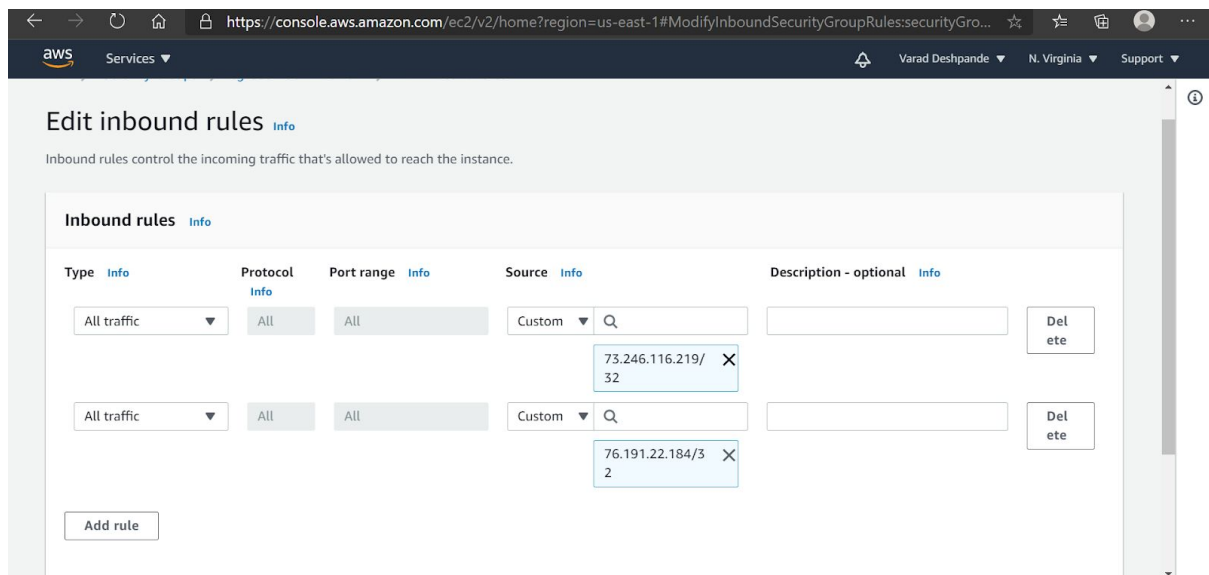 https://console.aws.amazon.com/ec2/v2/home?region=us-east-1#ModifyInboundSecurityGroupRules:securityGro...
aws Services ▼ Varad Deshpande ▼ N. Virginia ▼ Support ▼
Edit inbound rules Info
Inbound rules control the incoming traffic that's allowed to reach the instance.
Inbound rules Info
Type Info Protocol Port range Info Source Info Description - optional Info
Info
All traffic ▼ All All Custom ▼ Del
ete
73.246.116.219/
32
All traffic ▼ All All Custom ▼ Del
ete
76.191.22.184/3
2
Add rule